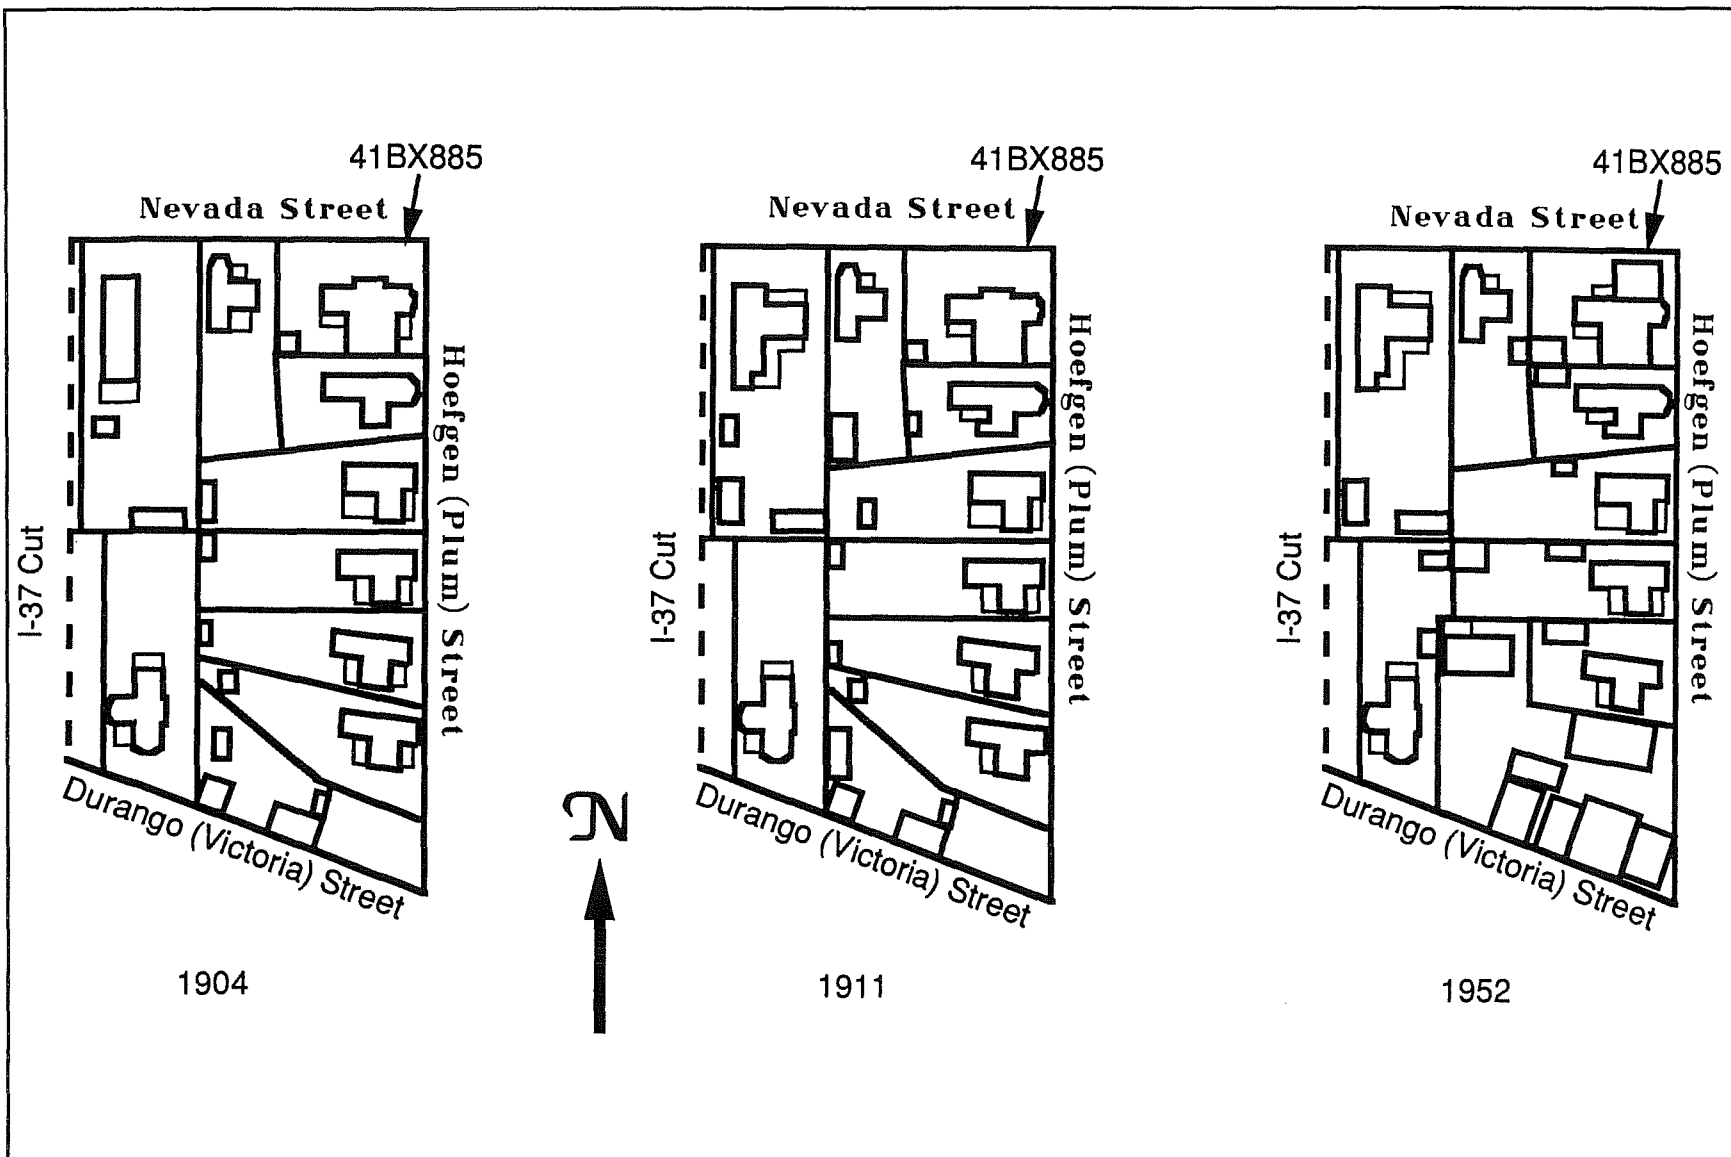 41BX885
Nevada Street
Hoefgen (Plum) Street
I-37 Cut
Durango (Victoria) Street
1904
41BX885
Nevada Street
Hoefgen (Plum) Street
I-37 Cut
Durango (Victoria) Street
1911
N
41BX885
Nevada Street
Hoefgen (Plum) Street
I-37 Cut
Durango (Victoria) Street
1952